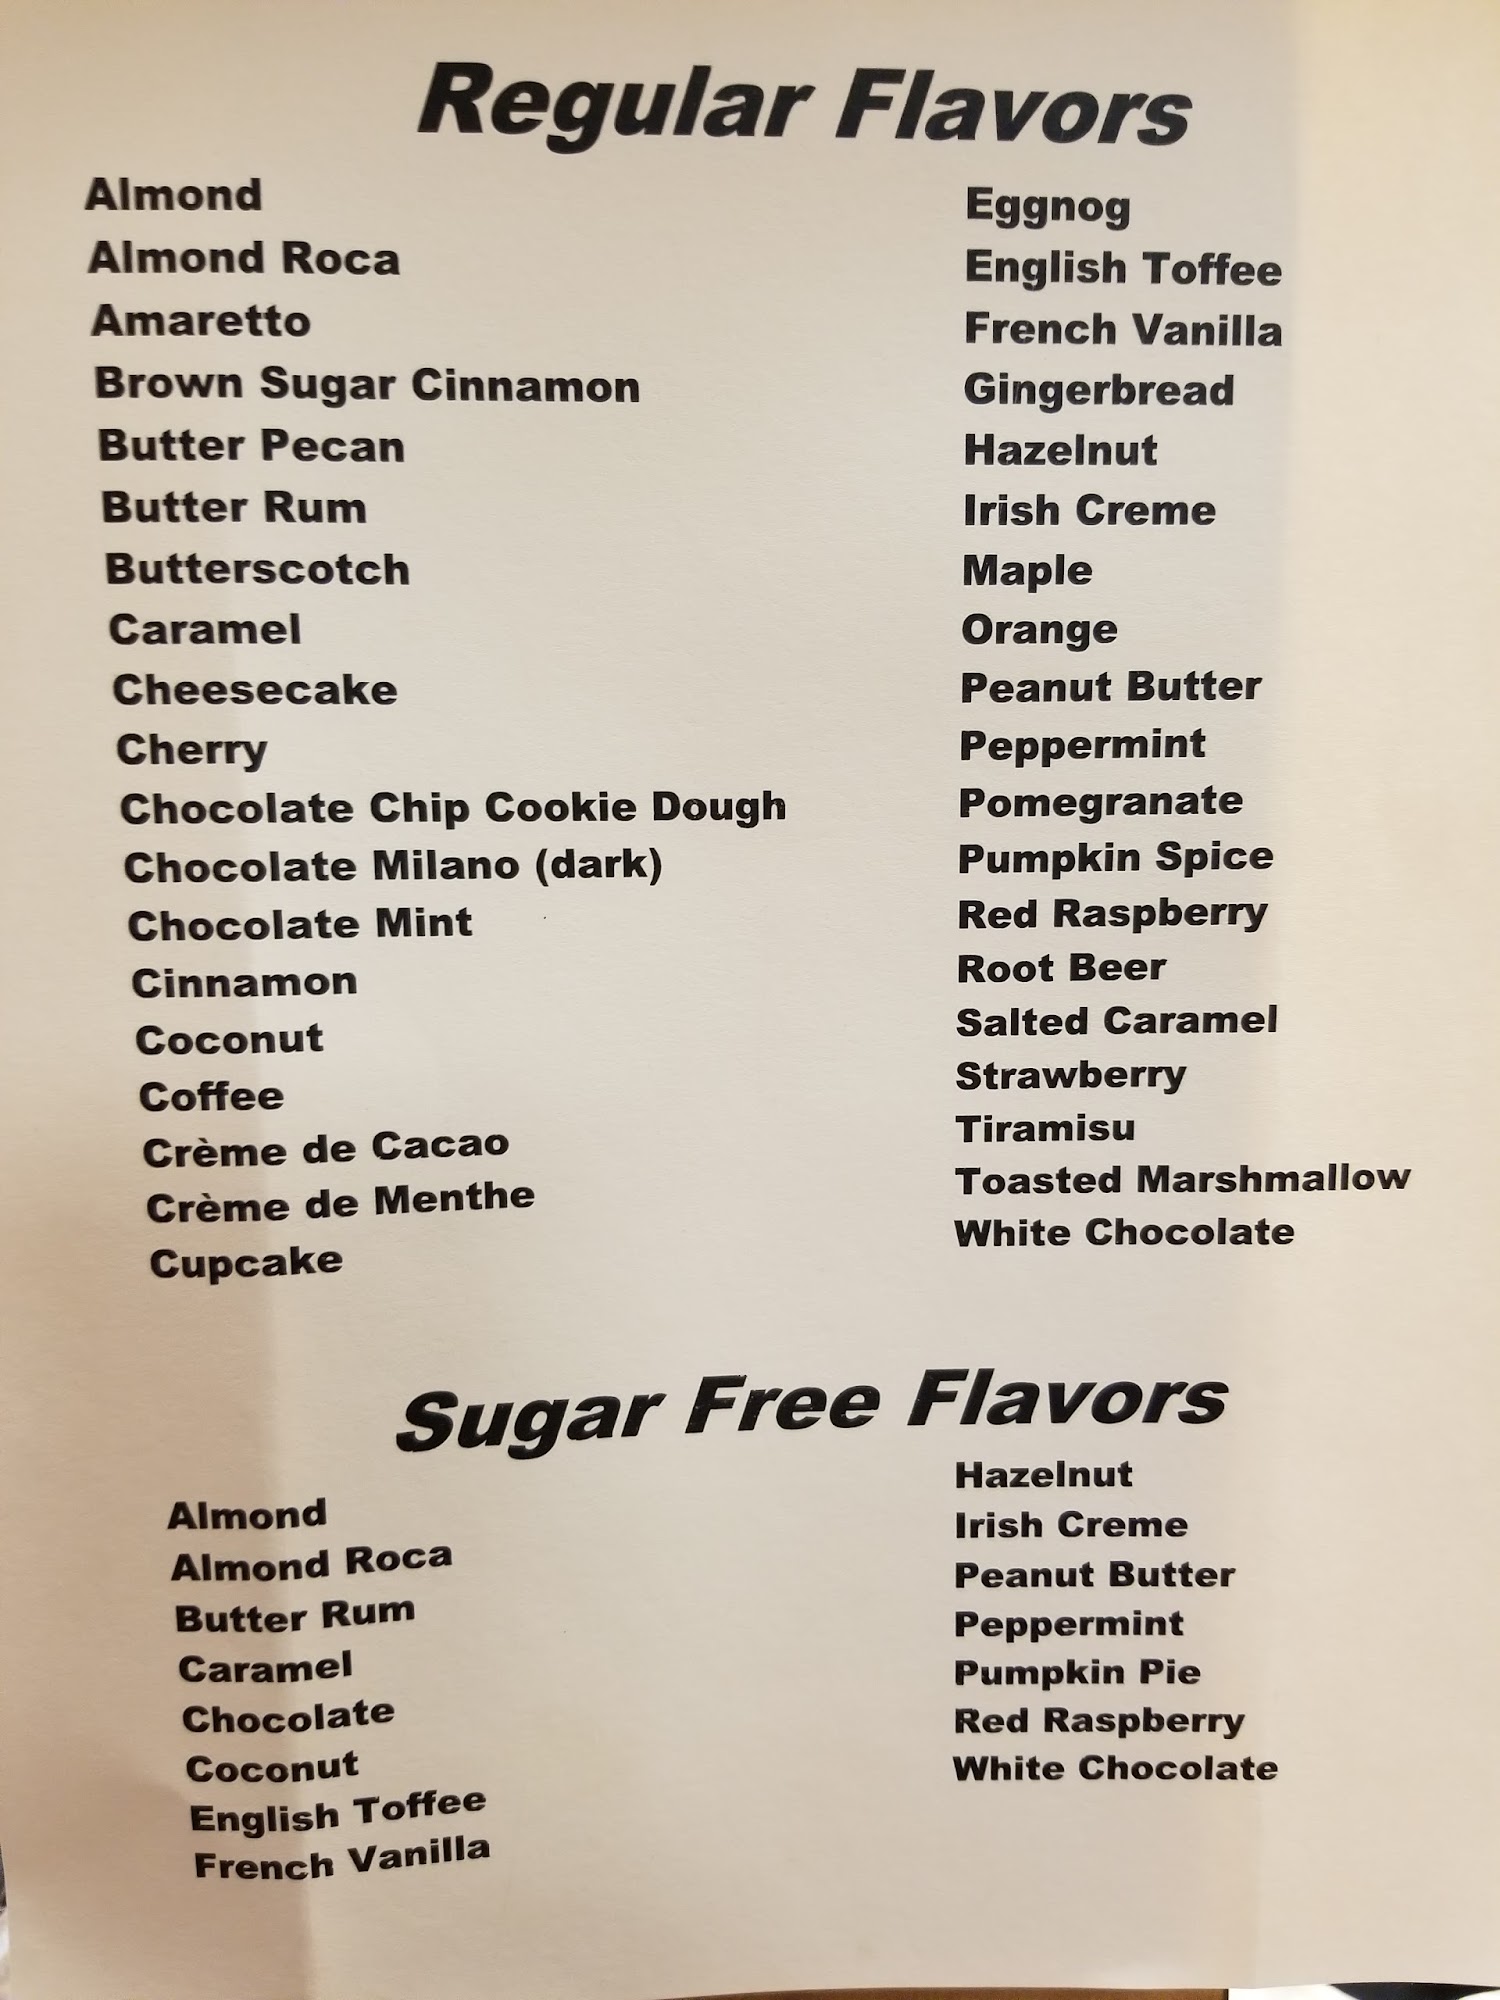 Regular Flavors
Almond
Almond Roca
Amaretto
Brown Sugar Cinnamon
Butter Pecan
Butter Rum
Butterscotch
Caramel
Cheesecake
Cherry
Chocolate Chip Cookie Dough
Chocolate Milano (dark)
Chocolate Mint
Cinnamon
Coconut
Coffee
Crème de Cacao
Crème de Menthe
Cupcake
Eggnog
English Toffee
French Vanilla
Gingerbread
Hazelnut
Irish Creme
Maple
Orange
Peanut Butter
Peppermint
Pomegranate
Pumpkin Spice
Red Raspberry
Root Beer
Salted Caramel
Strawberry
Tiramisu
Toasted Marshmallow
White Chocolate
Sugar Free Flavors
Almond
Almond Roca
Butter Rum
Caramel
Chocolate
Coconut
English Toffee
French Vanilla
Hazelnut
Irish Creme
Peanut Butter
Peppermint
Pumpkin Pie
Red Raspberry
White Chocolate